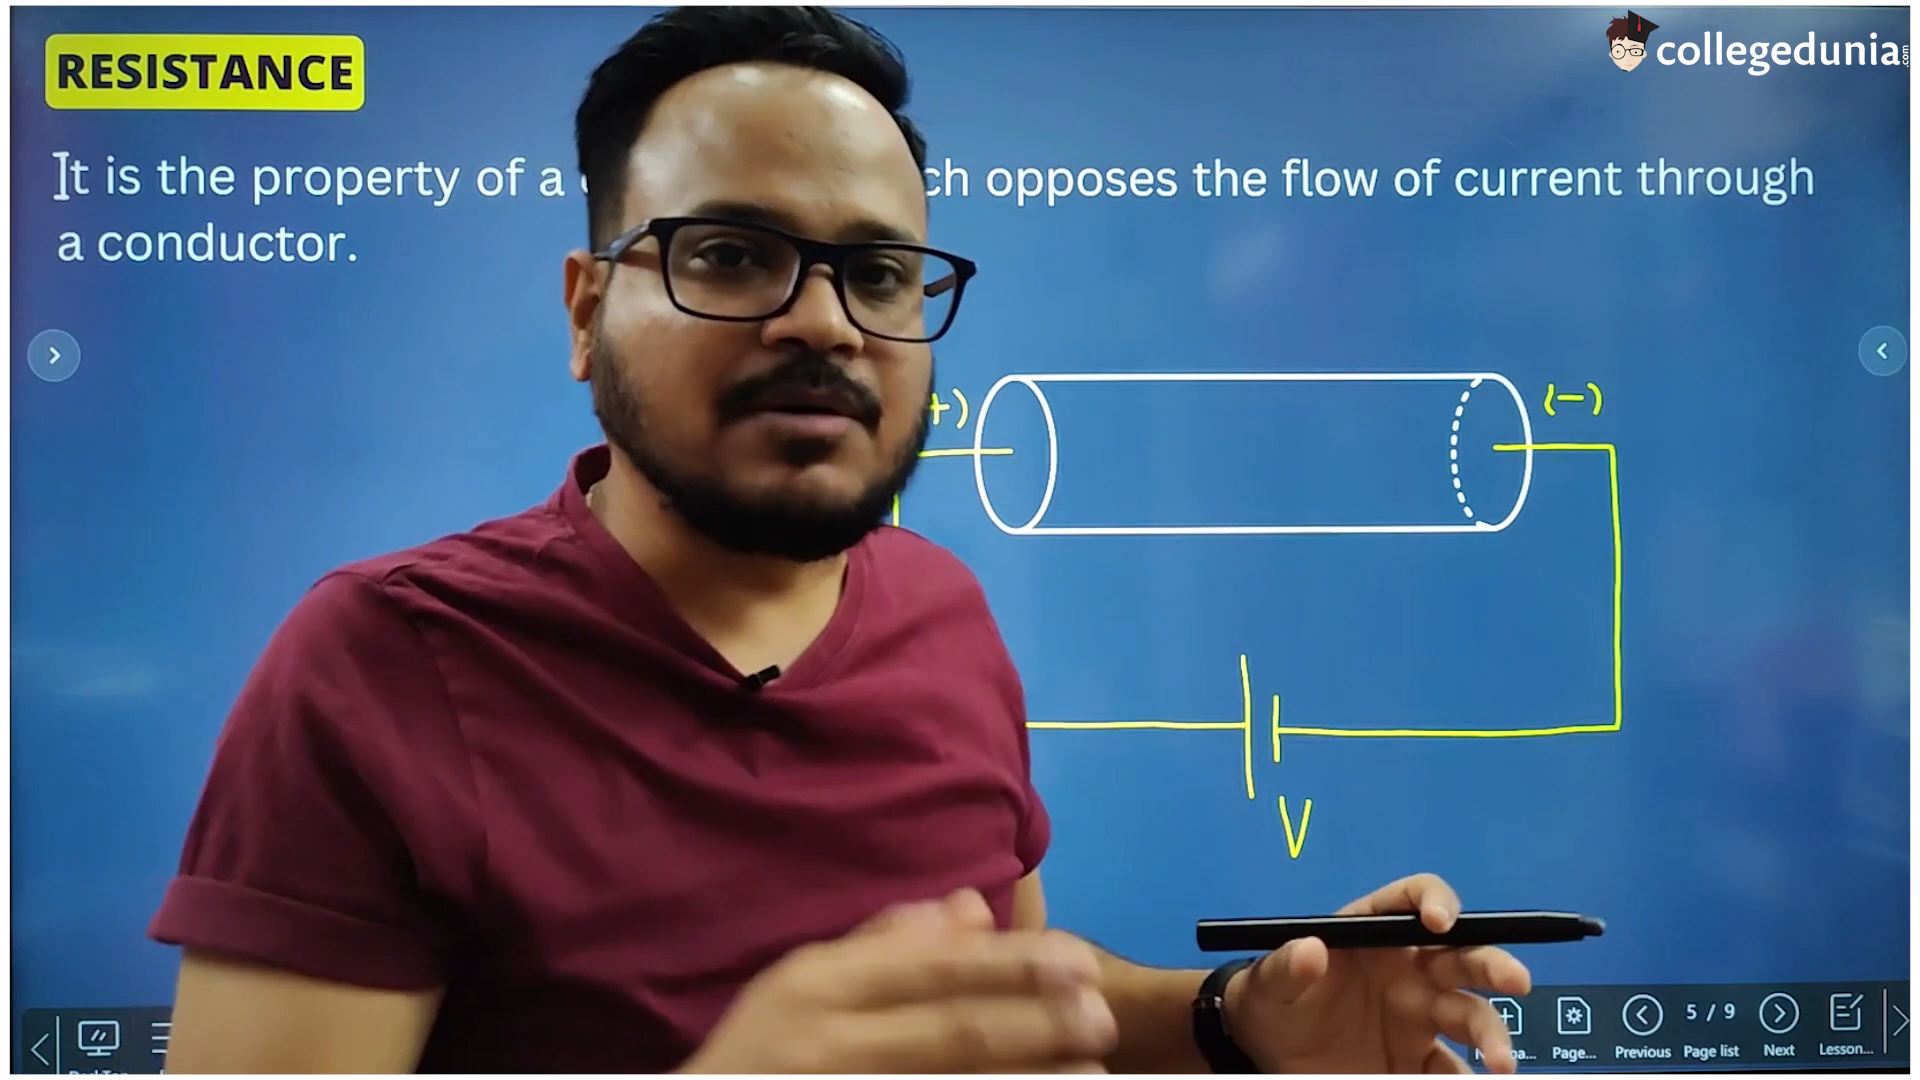 RESISTANCE
collegedunia
.com
It is the property of a opposes the flow of current through
a conductor.
+)
(-)
V
5 / 9
Page...
Previous
Page list
Next
Lesson...